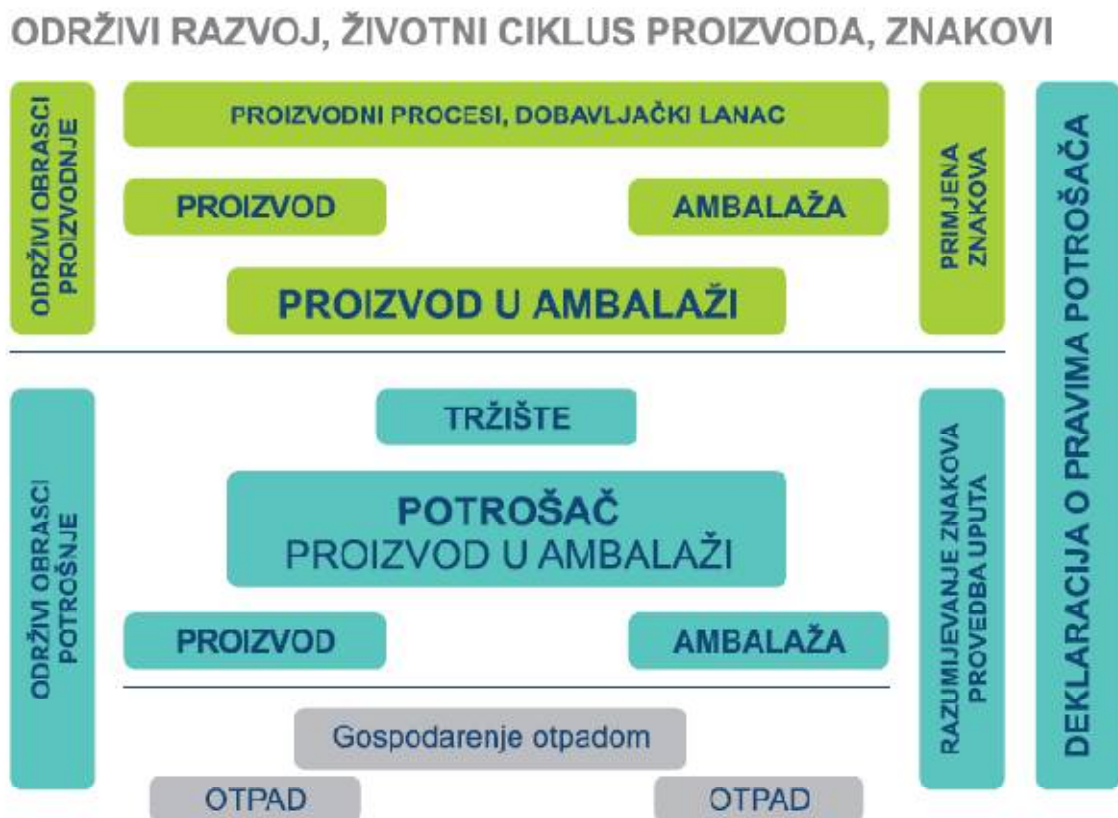 ODRŽIVI RAZVOJ, ŽIVOTNI CIKLUS PROIZVODA, ZNAKOVI
ODRŽIVI OBRASCI
PROIZVODNJE
PROIZVODNI PROCESI, DOBAVLJAČKI LANAC
PROIZVOD
AMBALAŽA
PROIZVOD U AMBALAŽI
PRIMJENA
ZNAKOVA
DEKLARACIJA O PRAVIMA POTROŠAČA
ODRŽIVI OBRASCI
POTROŠNJE
TRŽIŠTE
POTROŠAČ
PROIZVOD U AMBALAŽI
PROIZVOD
AMBALAŽA
RAZUMIJEVANJE ZNAKOVA
PROVEDBA UPUTA
Gospodarenje otpadom
OTPAD
OTPAD